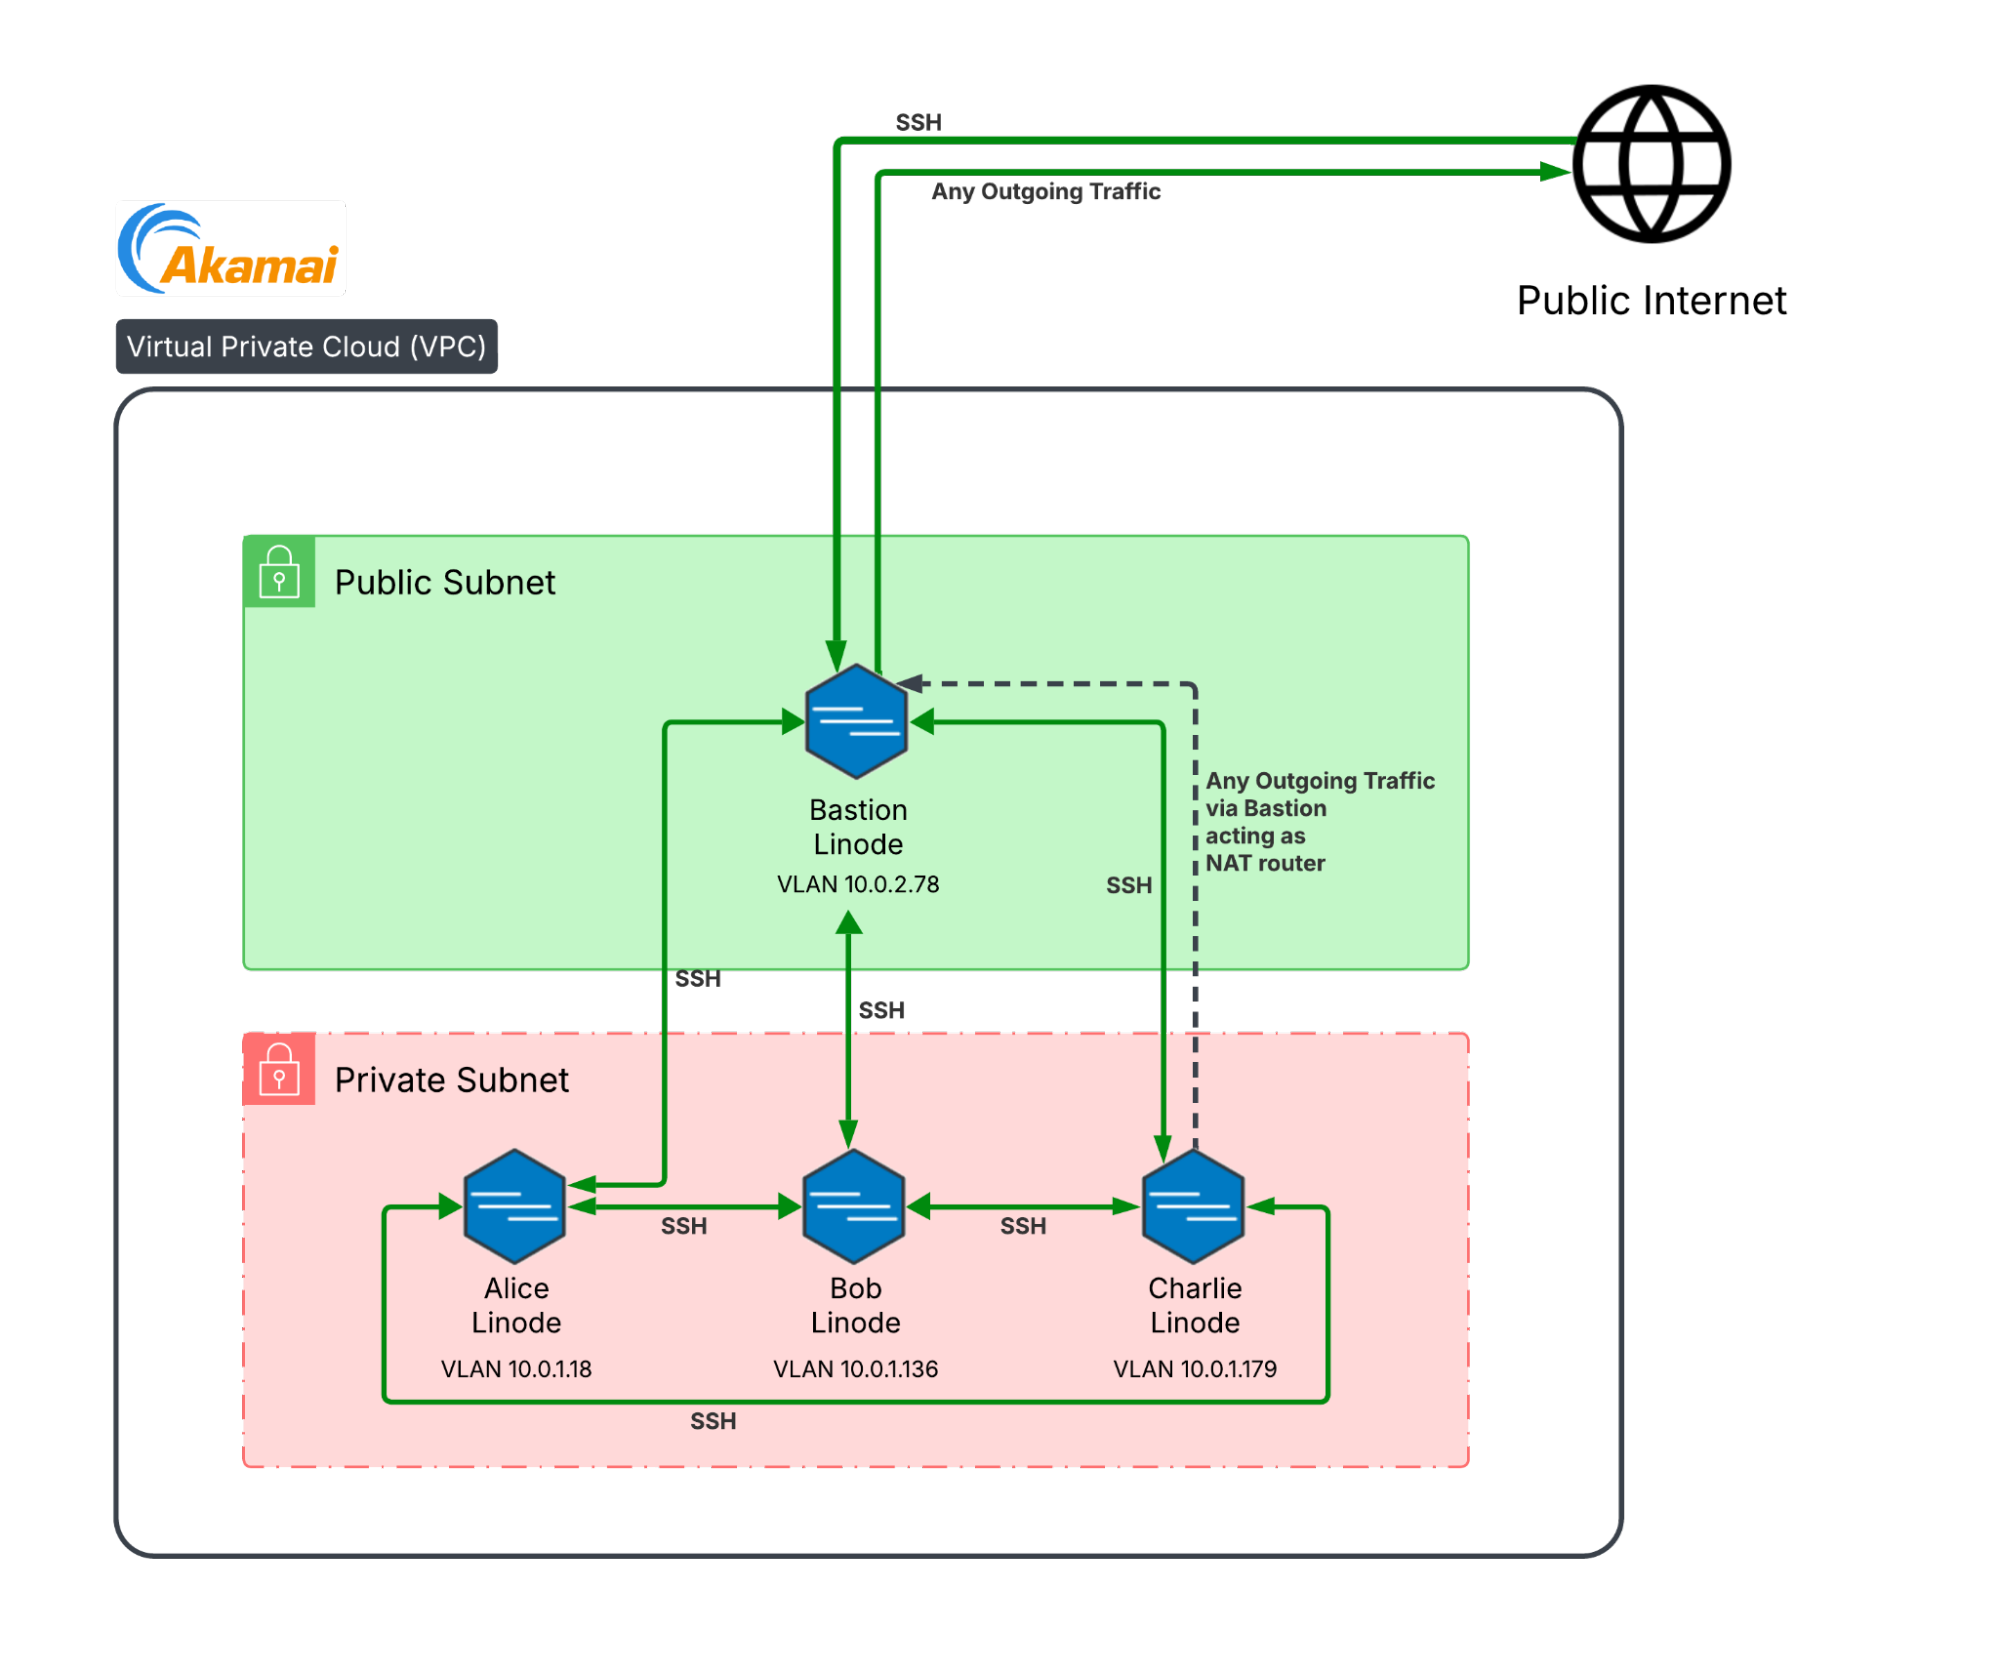 SSH
Any Outgoing Traffic
Akamai
Public Internet
Virtual Private Cloud (VPC)
Public Subnet
Bastion
Linode
VLAN 10.0.2.78
Any Outgoing Traffic
via Bastion
acting as
NAT router
SSH
SSH
SSH
Private Subnet
SSH
SSH
Alice
Linode
VLAN 10.0.1.18
Bob
Linode
VLAN 10.0.1.136
Charlie
Linode
VLAN 10.0.1.179
SSH